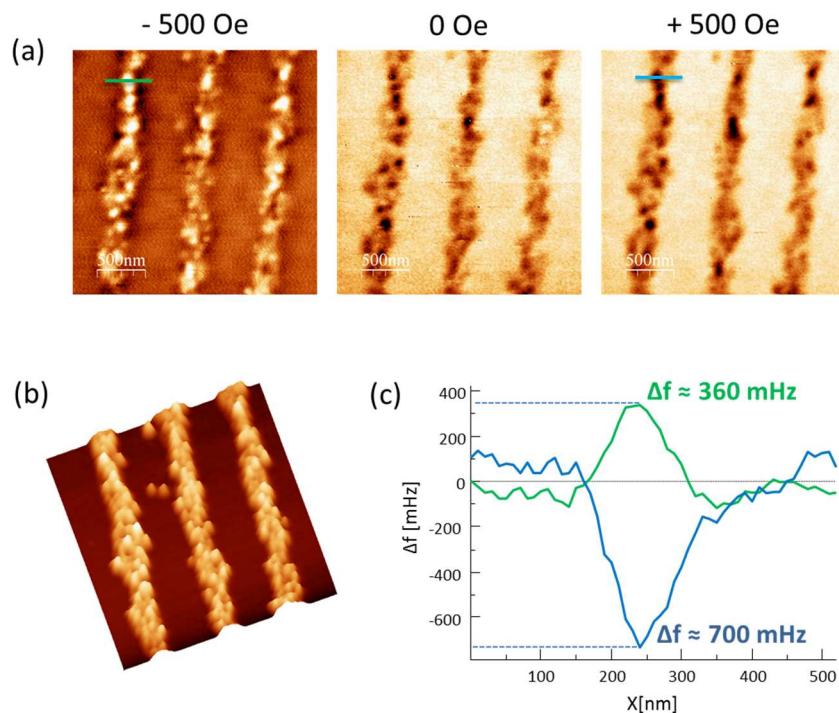 - 500 Oe
0 Oe
+ 500 Oe
(a)
500nm
500nm
500nm
(b)
(c)
400
200
0
-200
-400
-600
Δf [mHz]
Δf ≈ 360 mHz
Δf ≈ 700 mHz
100
200
300
400
500
X[nm]